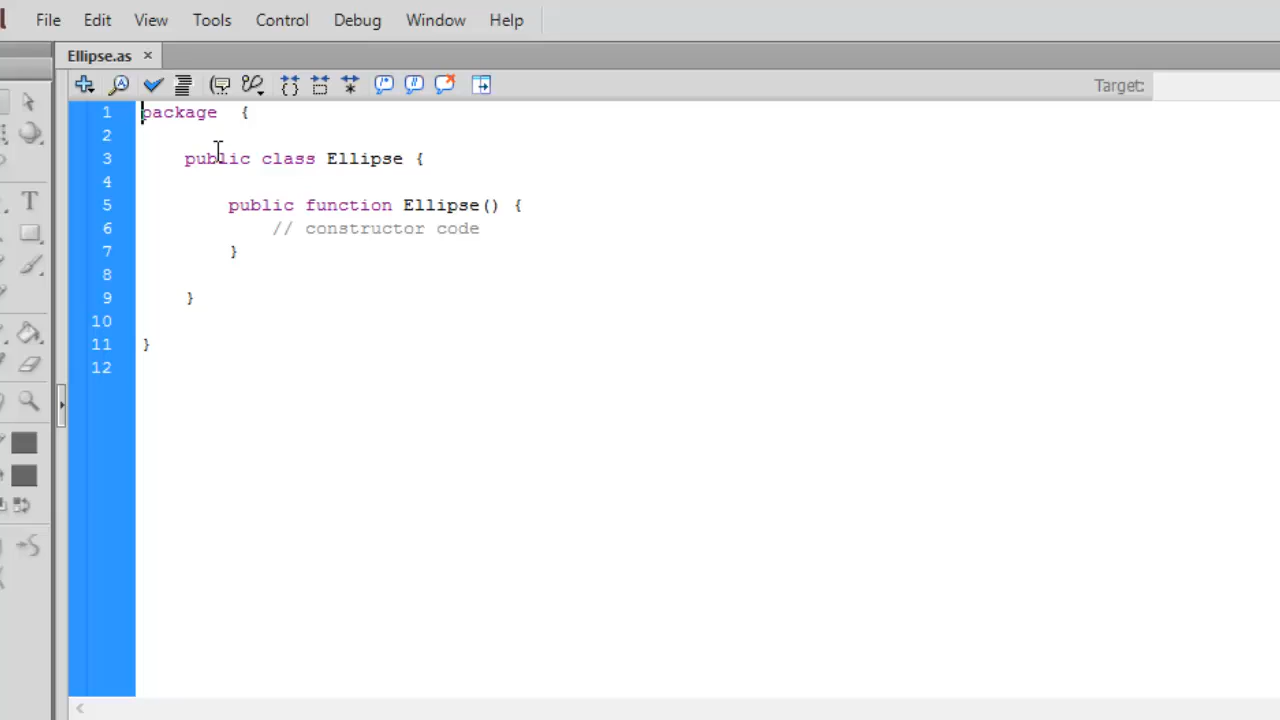 File Edit View Tools Control Debug Window Help
Ellipse.as ×
Target:
1 package  {
2
3     public class Ellipse {
4
5         public function Ellipse() {
6             // constructor code
7         }
8
9     }
10
11 }
12